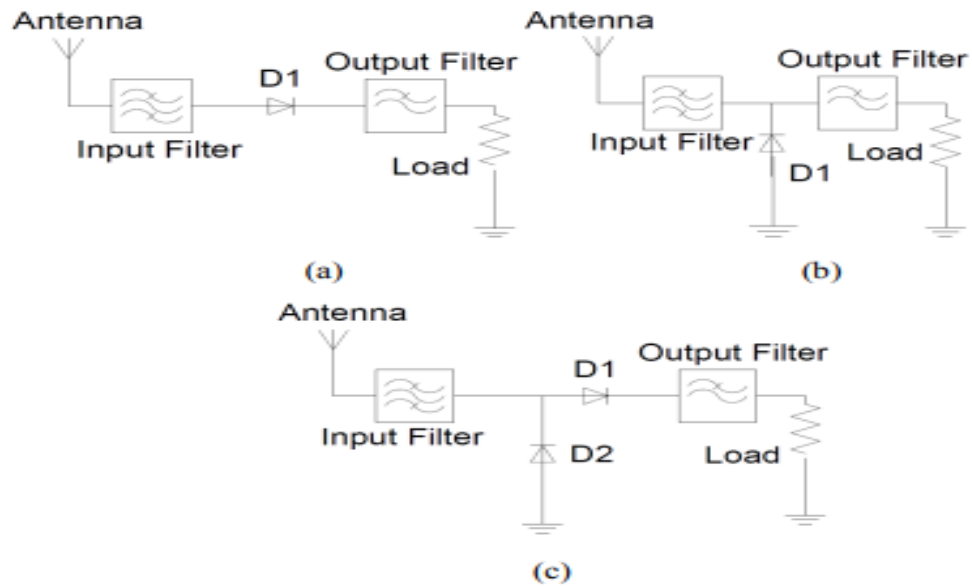 Antenna
D1
Output Filter
Input Filter
Load
(a)
Antenna
Output Filter
Input Filter
D1
Load
(b)
Antenna
D1
Output Filter
Input Filter
D2
Load
(c)